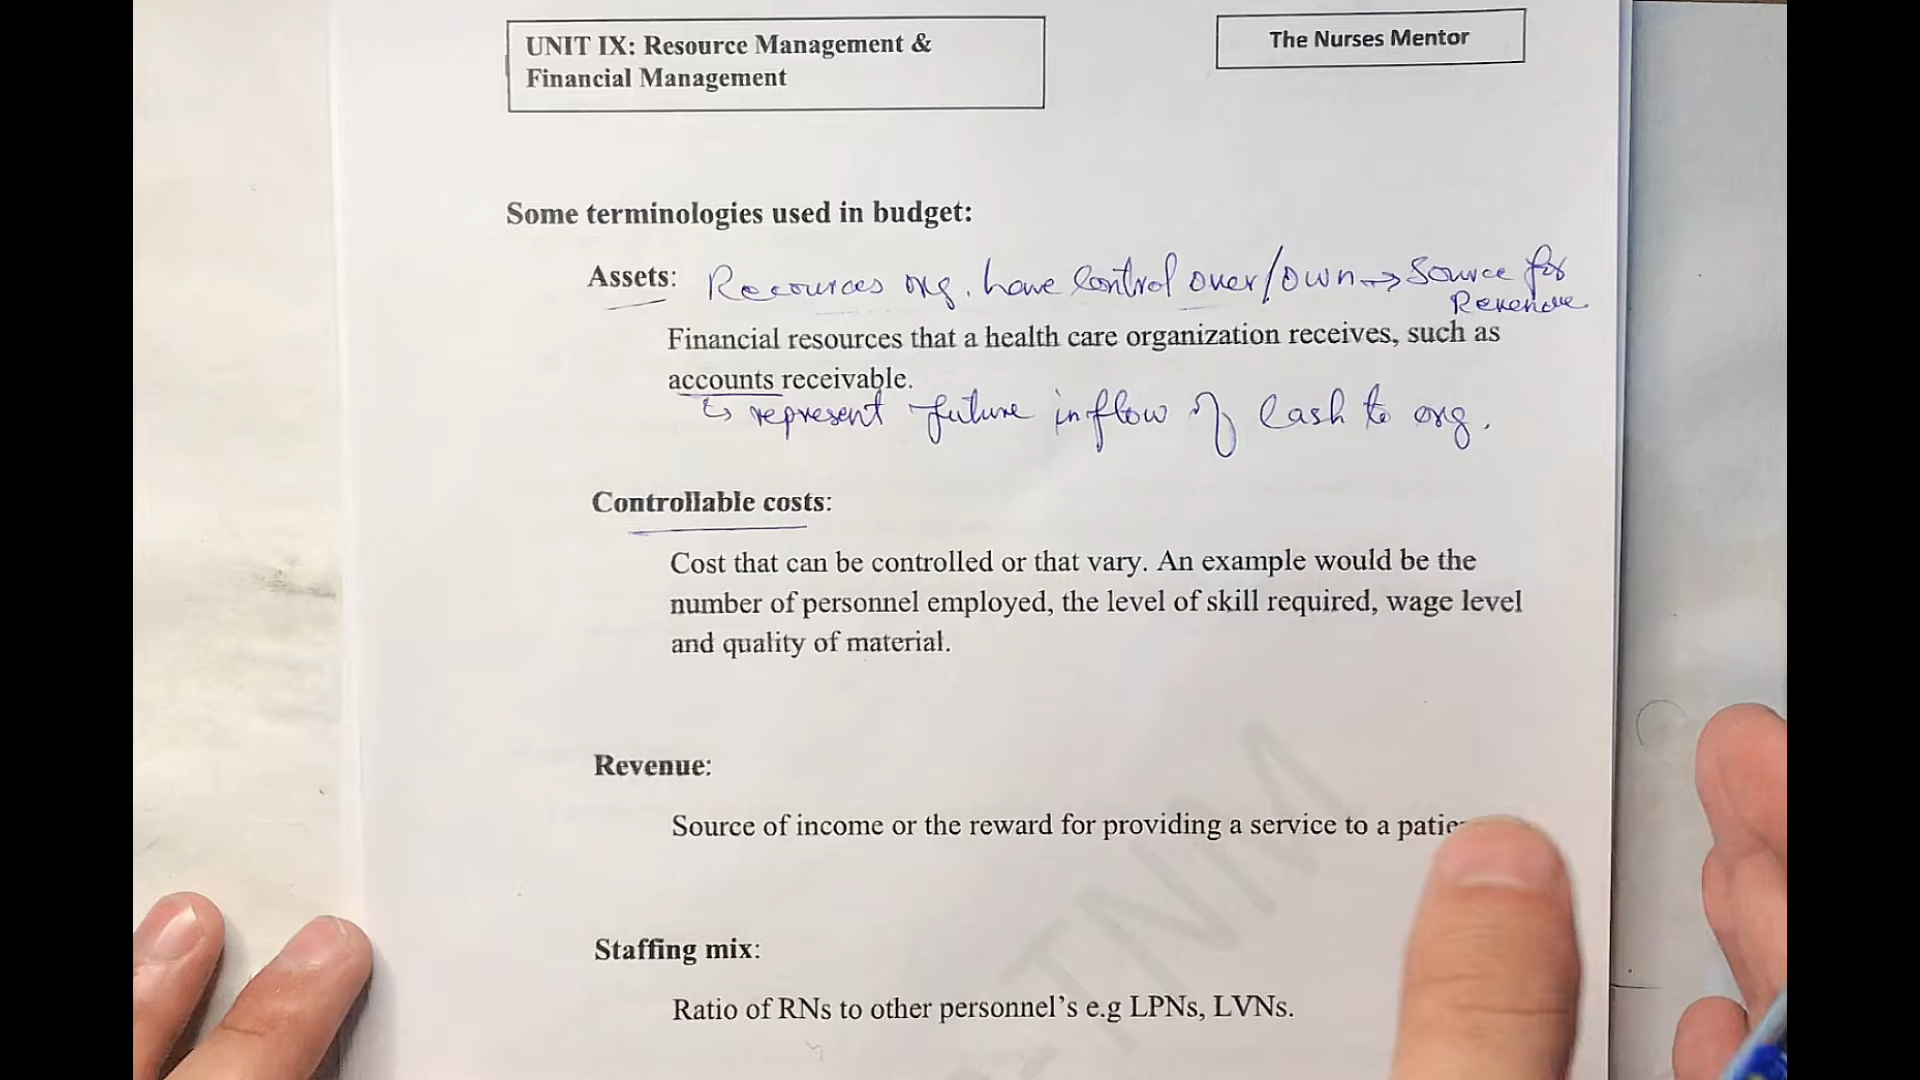 UNIT IX: Resource Management &
Financial Management
The Nurses Mentor
Some terminologies used in budget:
Assets: Recources org. have control over/own → Source for
Revenue
Financial resources that a health care organization receives, such as
accounts receivable.
↳ represent future inflow of cash to org.
Controllable costs:
Cost that can be controlled or that vary. An example would be the
number of personnel employed, the level of skill required, wage level
and quality of material.
Revenue:
Source of income or the reward for providing a service to a
Staffing mix:
Ratio of RNs to other personnel's e.g LPNs, LVNs.
TNM